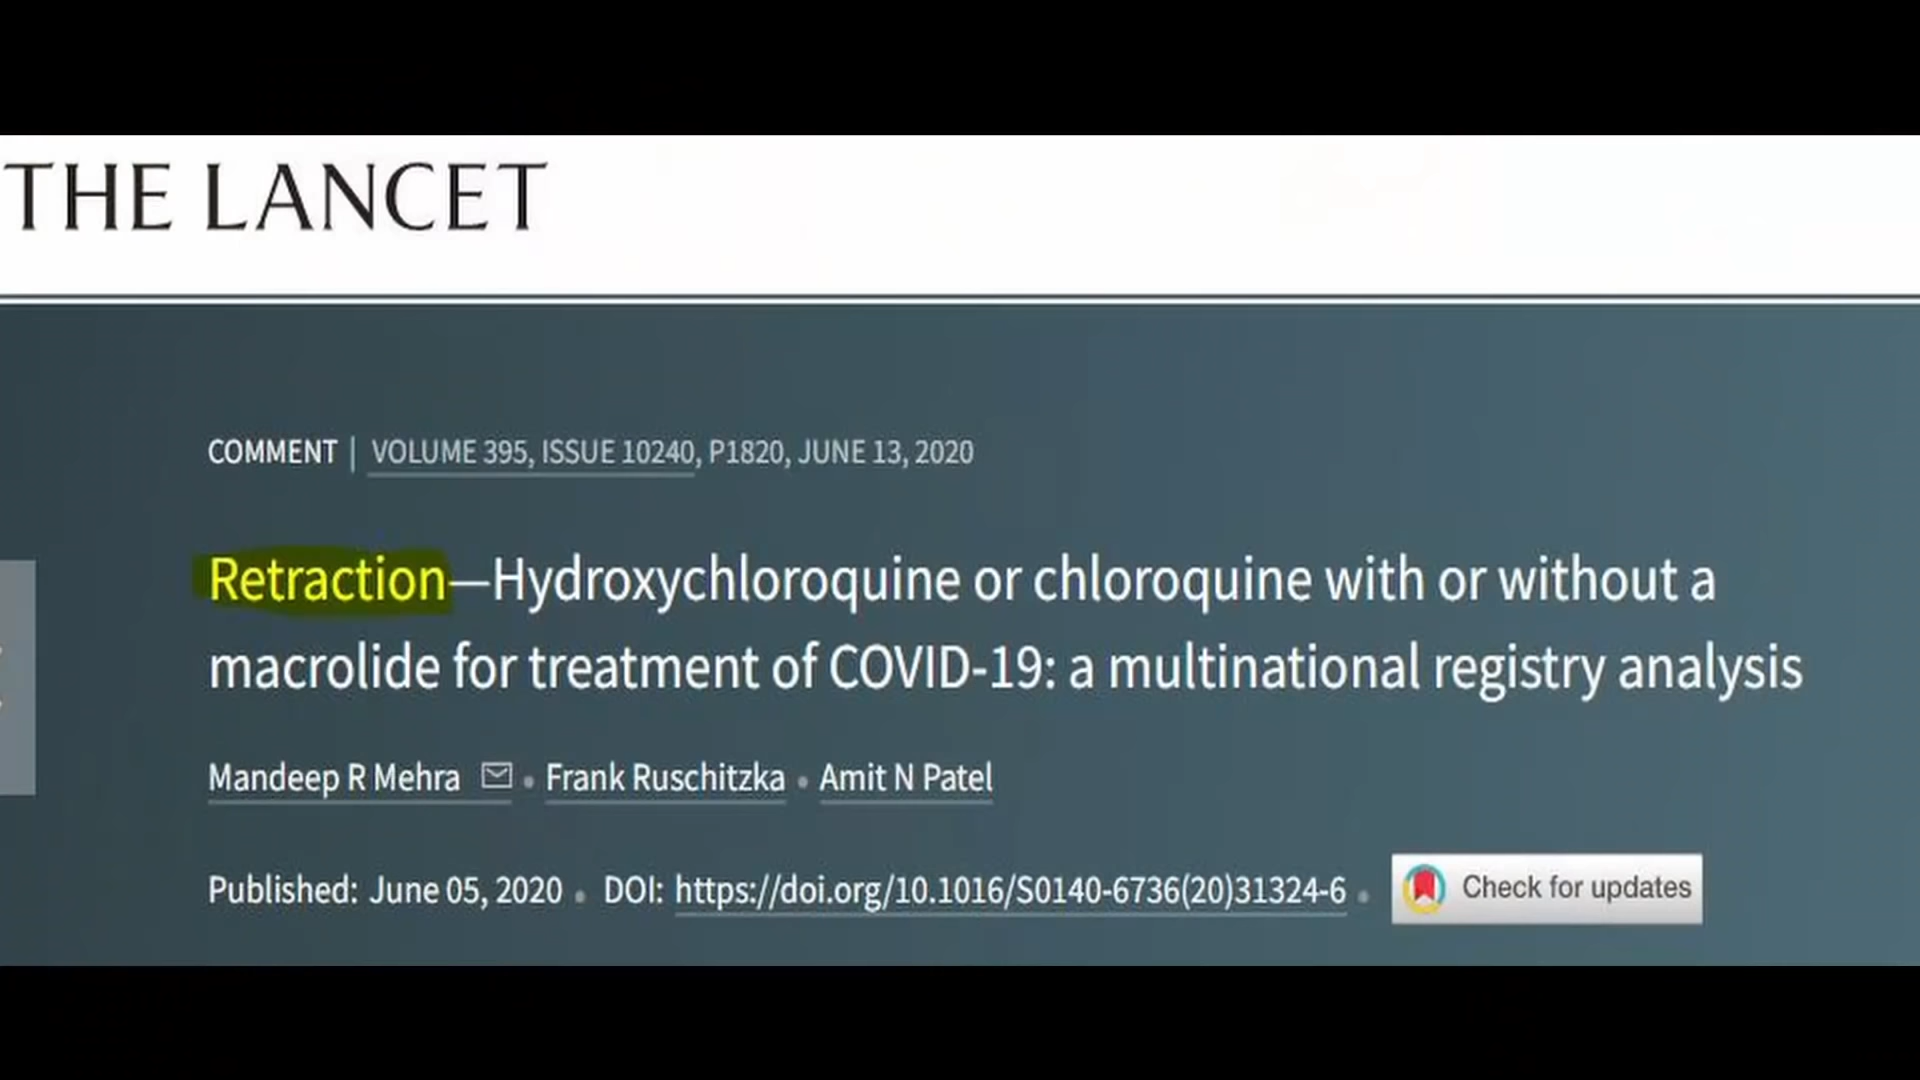 THE LANCET
COMMENT | VOLUME 395, ISSUE 10240, P1820, JUNE 13, 2020
Retraction—Hydroxychloroquine or chloroquine with or without a
macrolide for treatment of COVID-19: a multinational registry analysis
Mandeep R Mehra • Frank Ruschitzka • Amit N Patel
Published: June 05, 2020 • DOI: https://doi.org/10.1016/S0140-6736(20)31324-6 • Check for updates